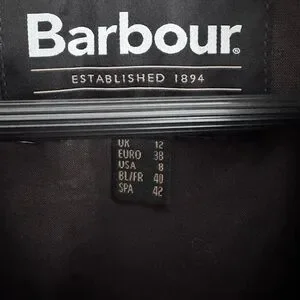 Barbour®
ESTABLISHED 1894
UK 12
EURO 38
USA 8
BL/FR 40
SPA 42